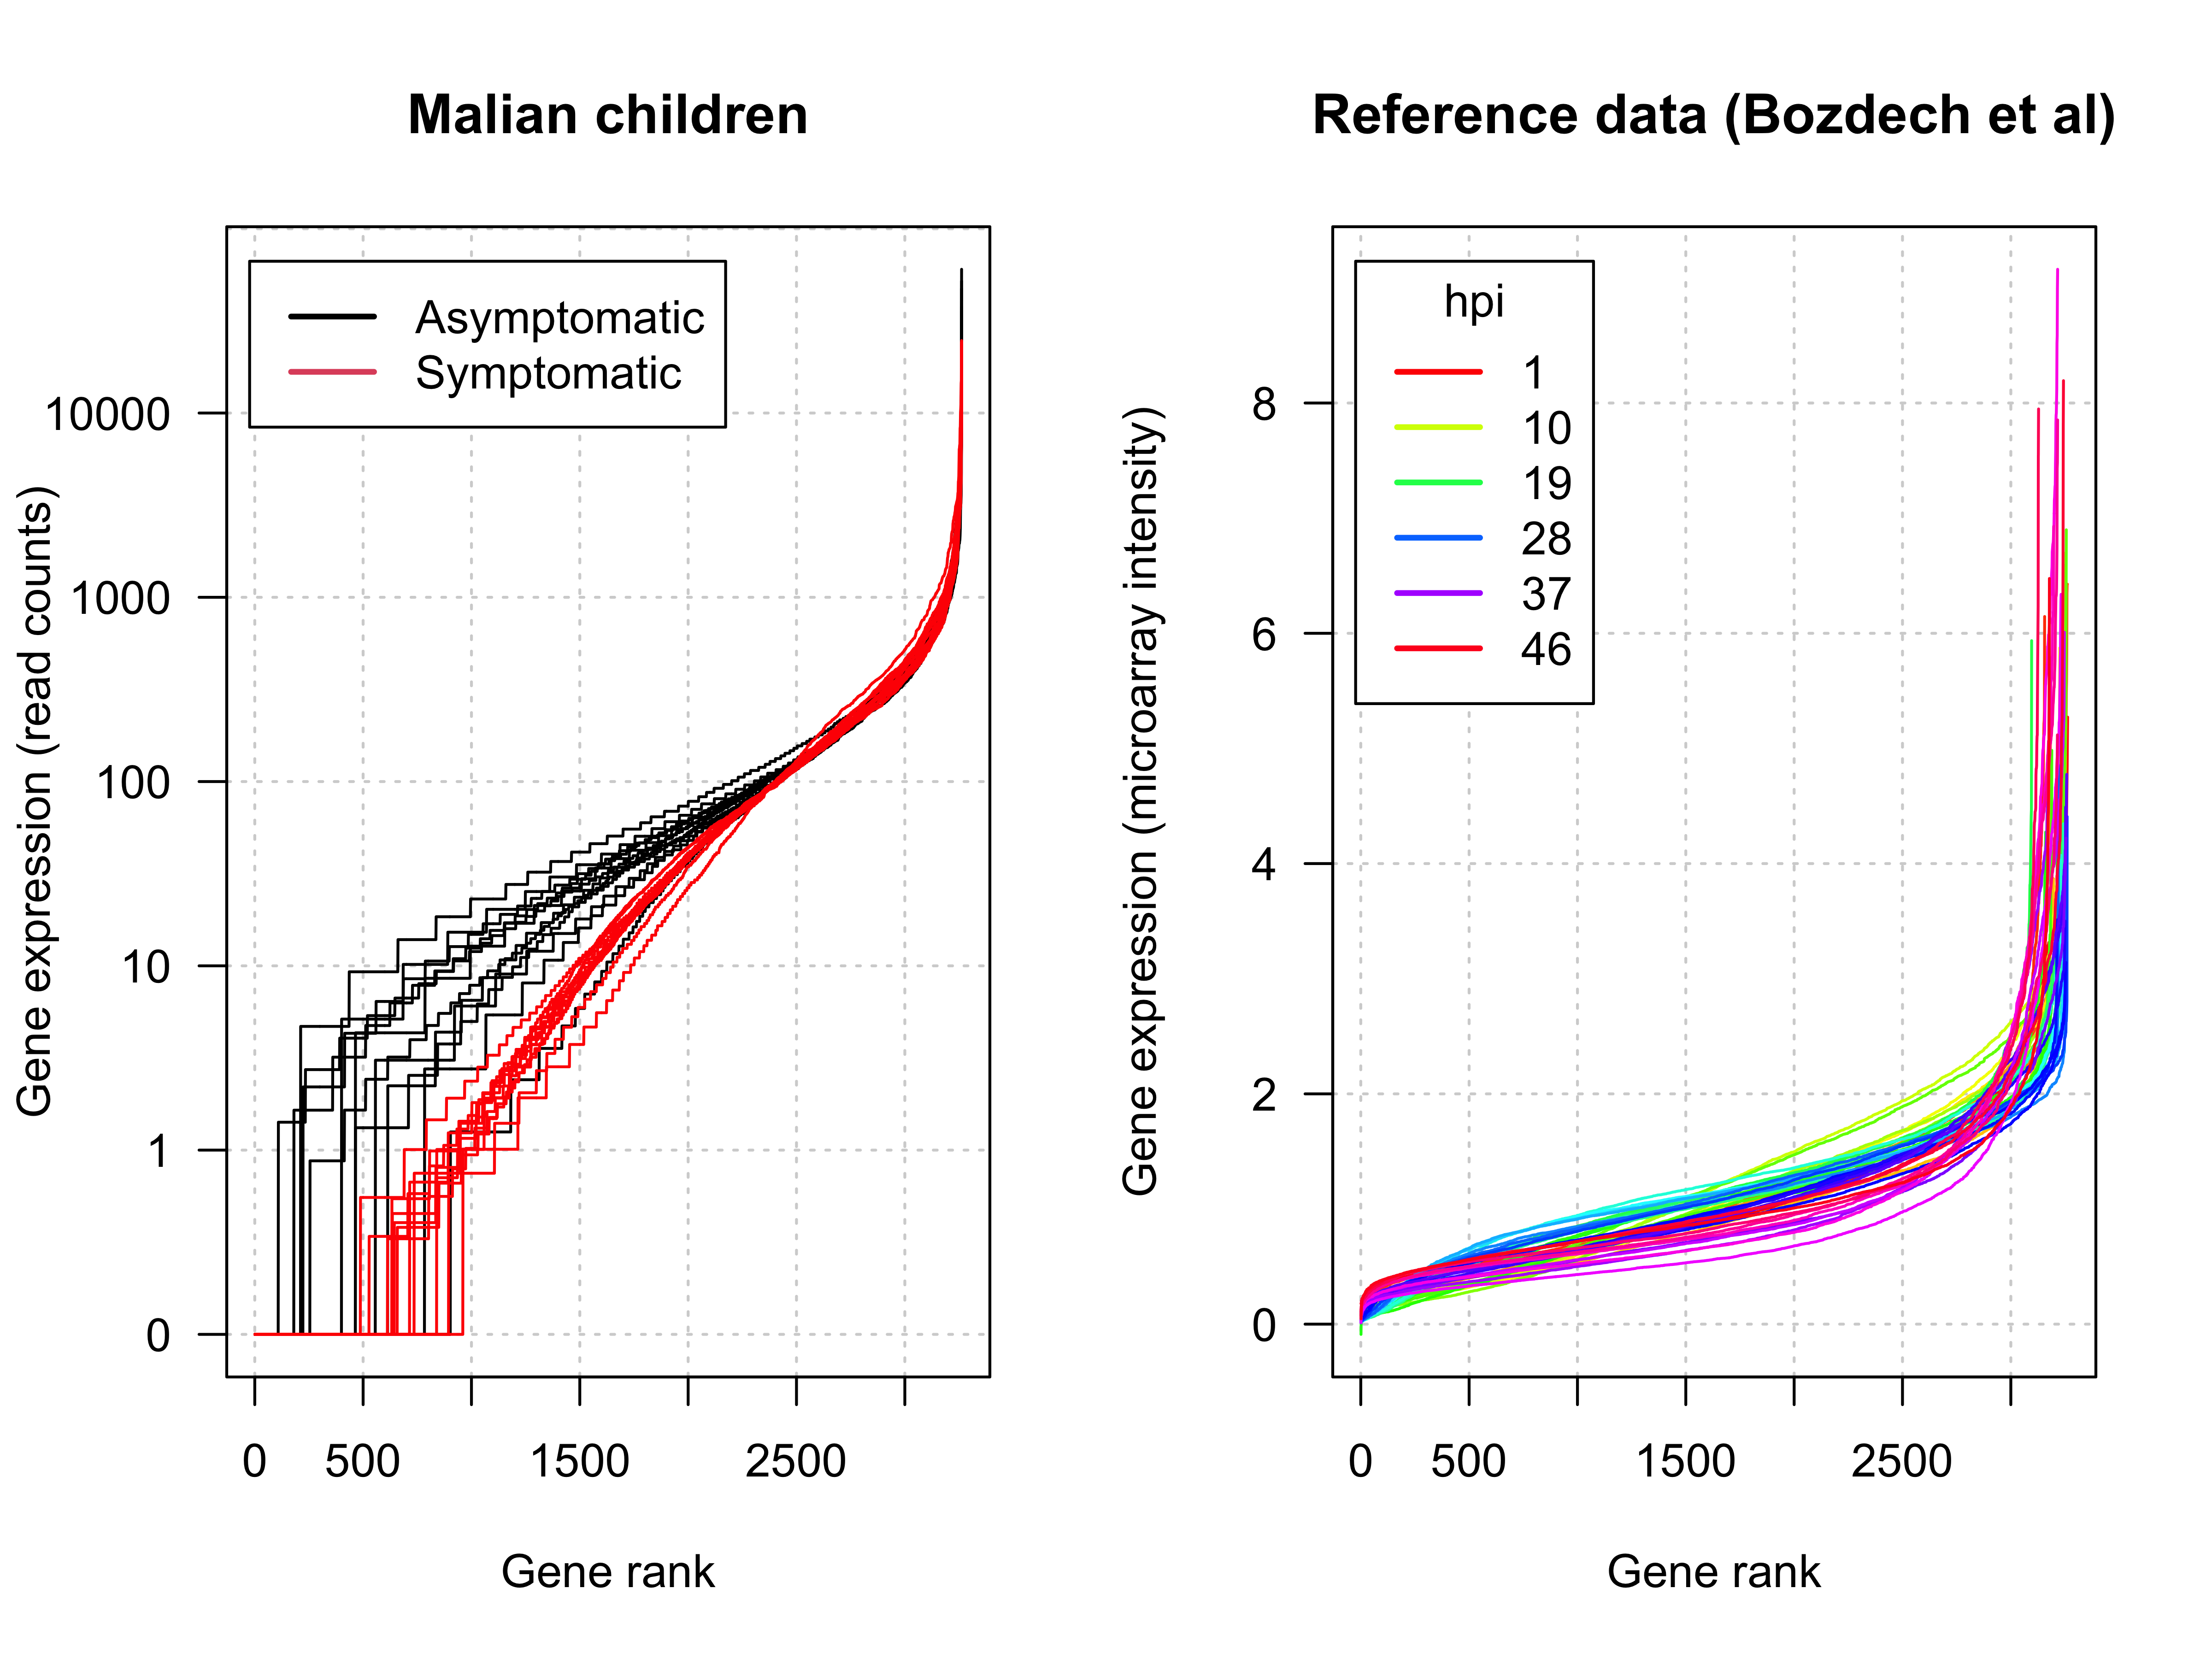 Malian children
Gene expression (read counts)
10000
1000
100
10
1
0
Asymptomatic
Symptomatic
0 500 1500 2500
Gene rank
Reference data (Bozdech et al)
Gene expression (microarray intensity)
8
6
4
2
0
hpi
1
10
19
28
37
46
0 500 1500 2500
Gene rank